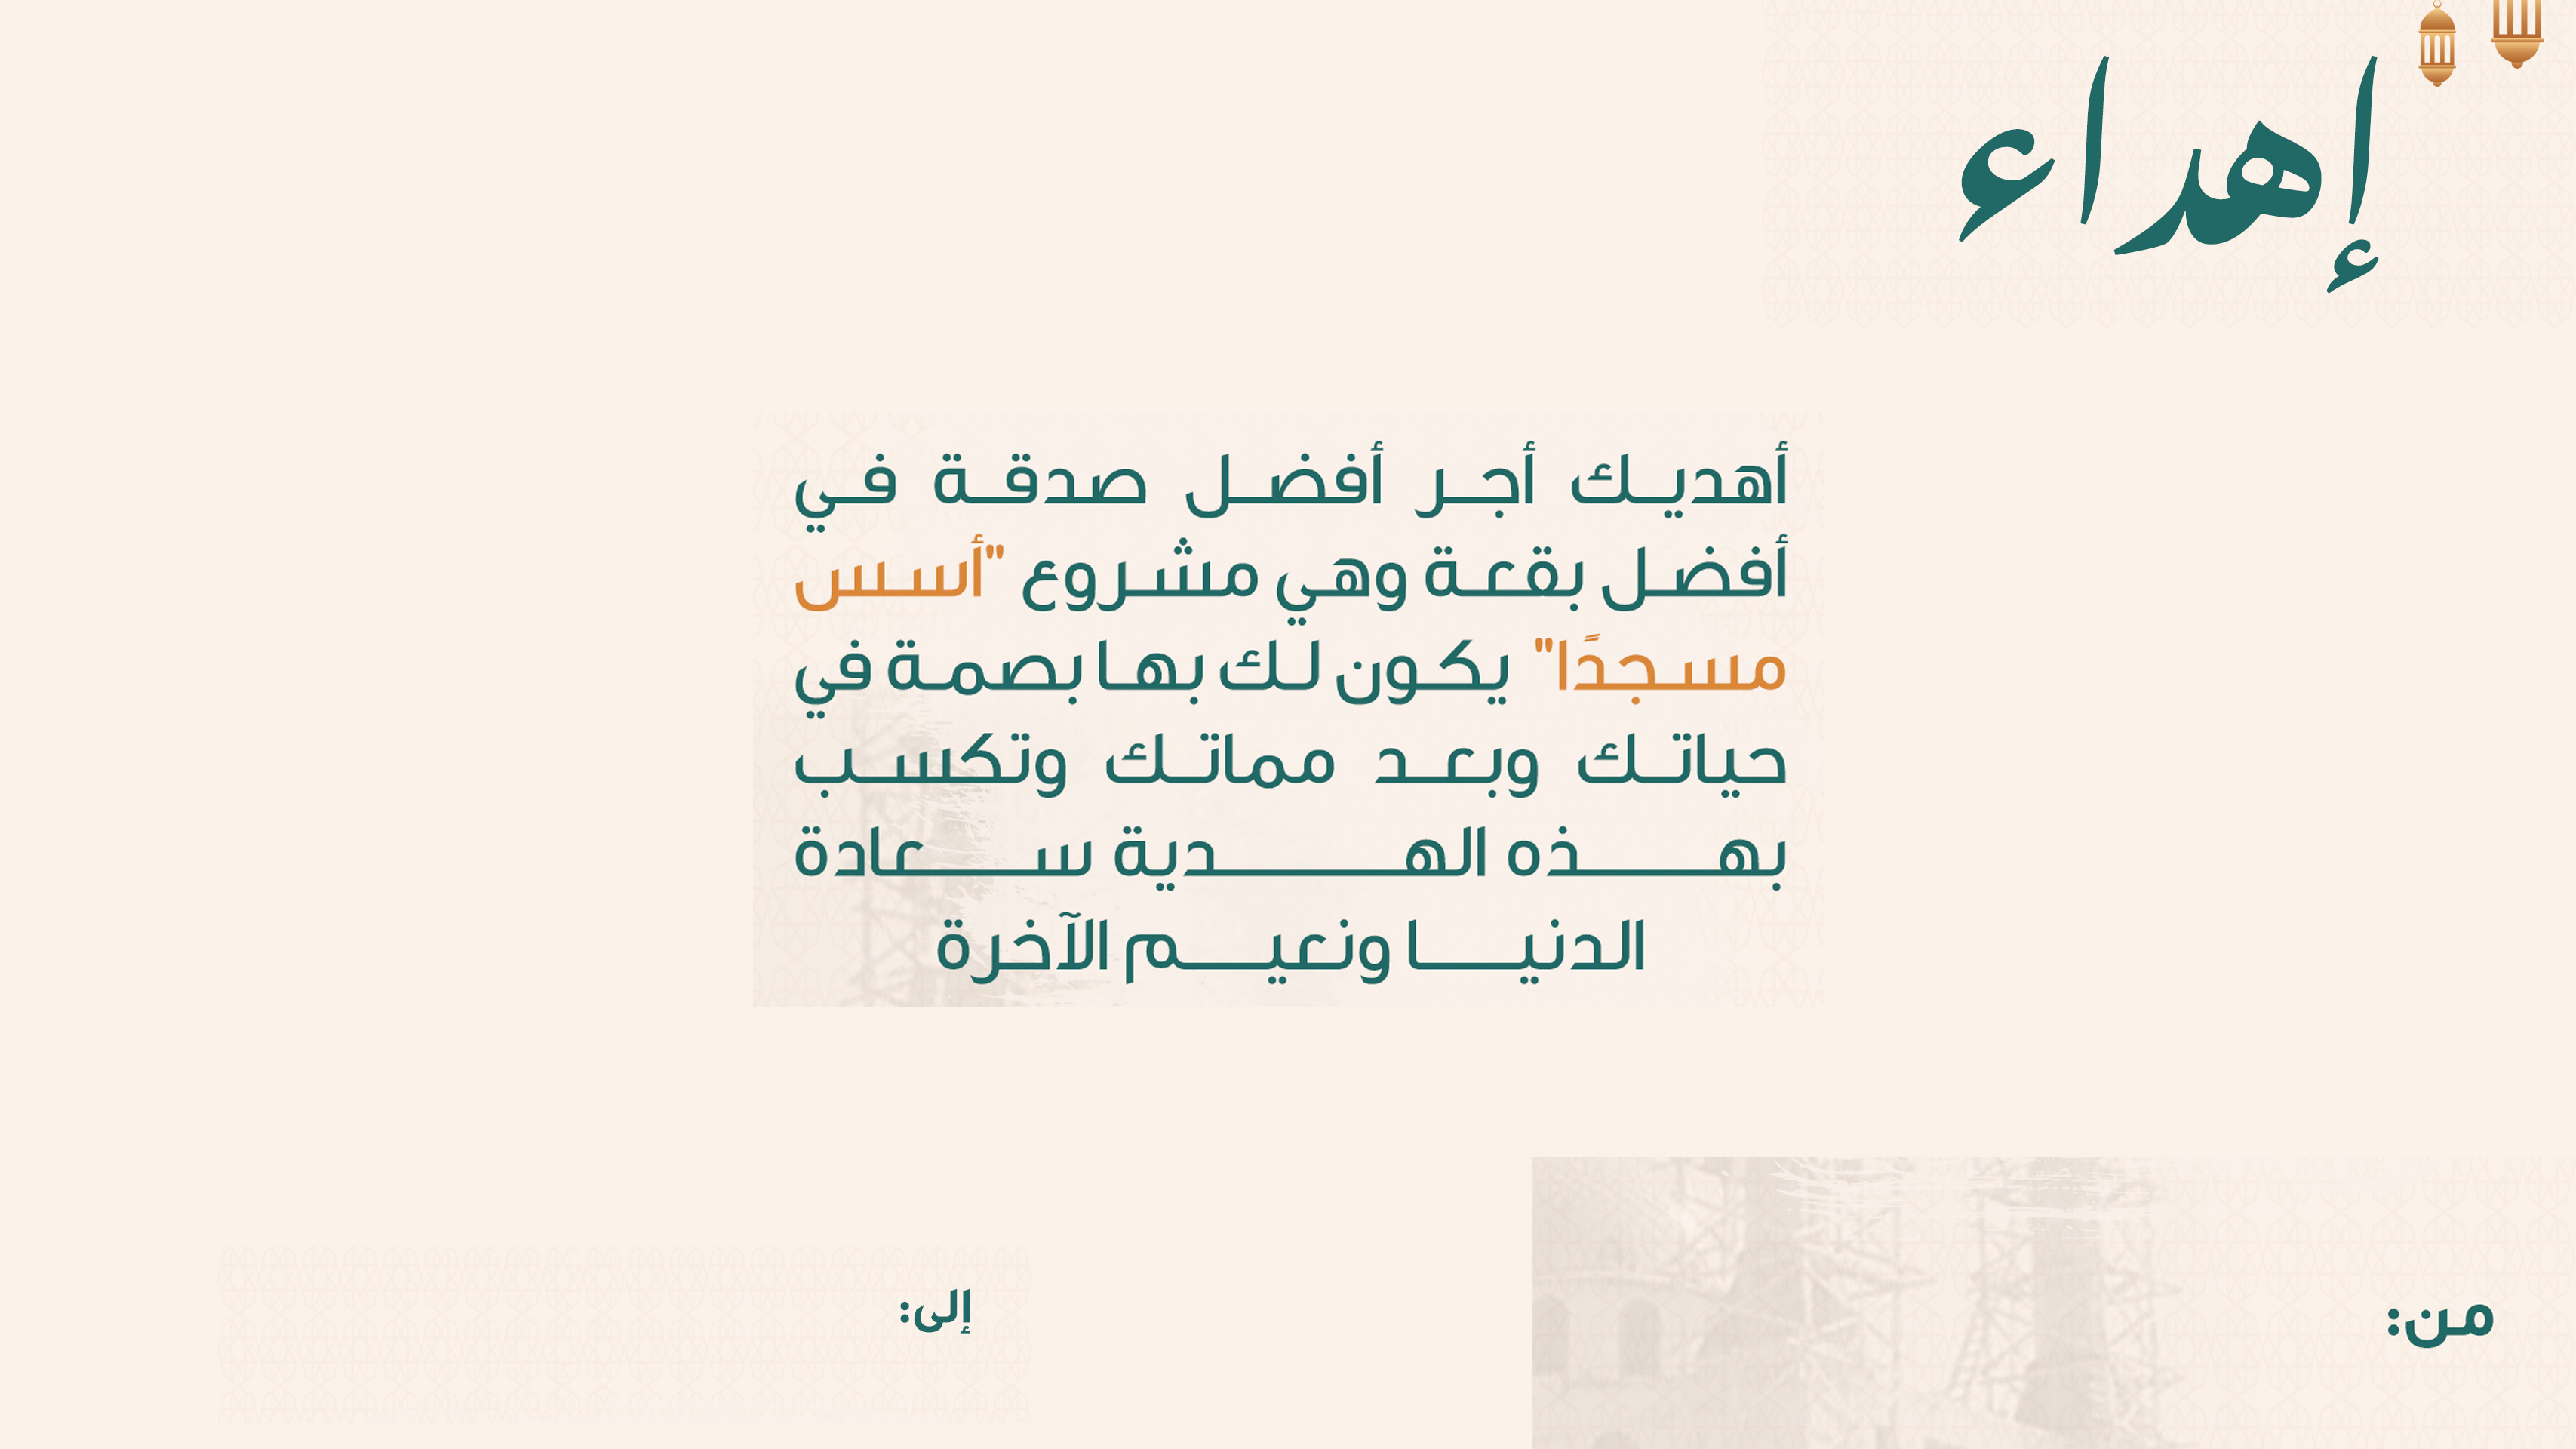 إهداء
أهديك أجر أفضل صدقة في
أفضل بقعة وهي مشروع "أسس
مسجدًا" يكون لك بها بصمة في
حياتك وبعد مماتك وتكسب
بهذه الهدية سعادة
الدنيا ونعيم الآخرة
من:
إلى: